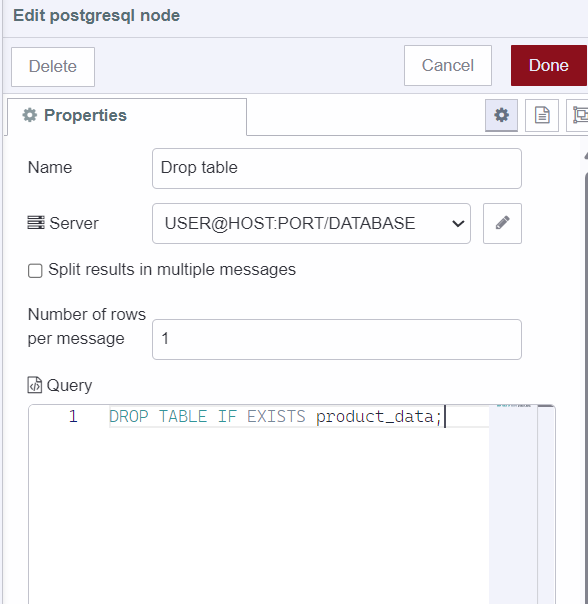 Edit postgresql node
Delete
Cancel
Done
Properties
Name
Drop table
Server
USER@HOST:PORT/DATABASE
Split results in multiple messages
Number of rows
per message
1
Query
1
DROP TABLE IF EXISTS product_data;